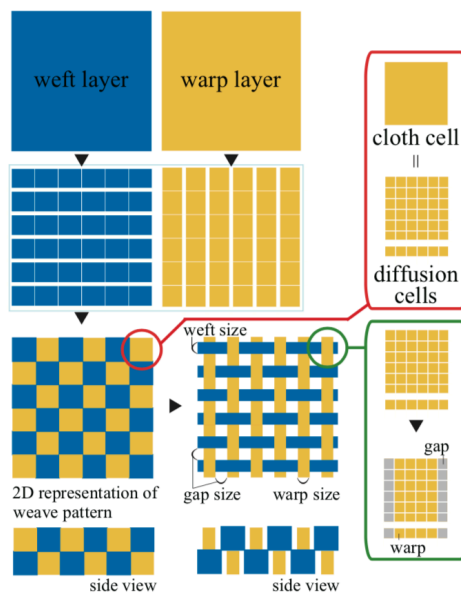 weft layer
warp layer
cloth cell
=
diffusion
cells
weft size
gap size
warp size
2D representation of
weave pattern
side view
side view
gap
warp